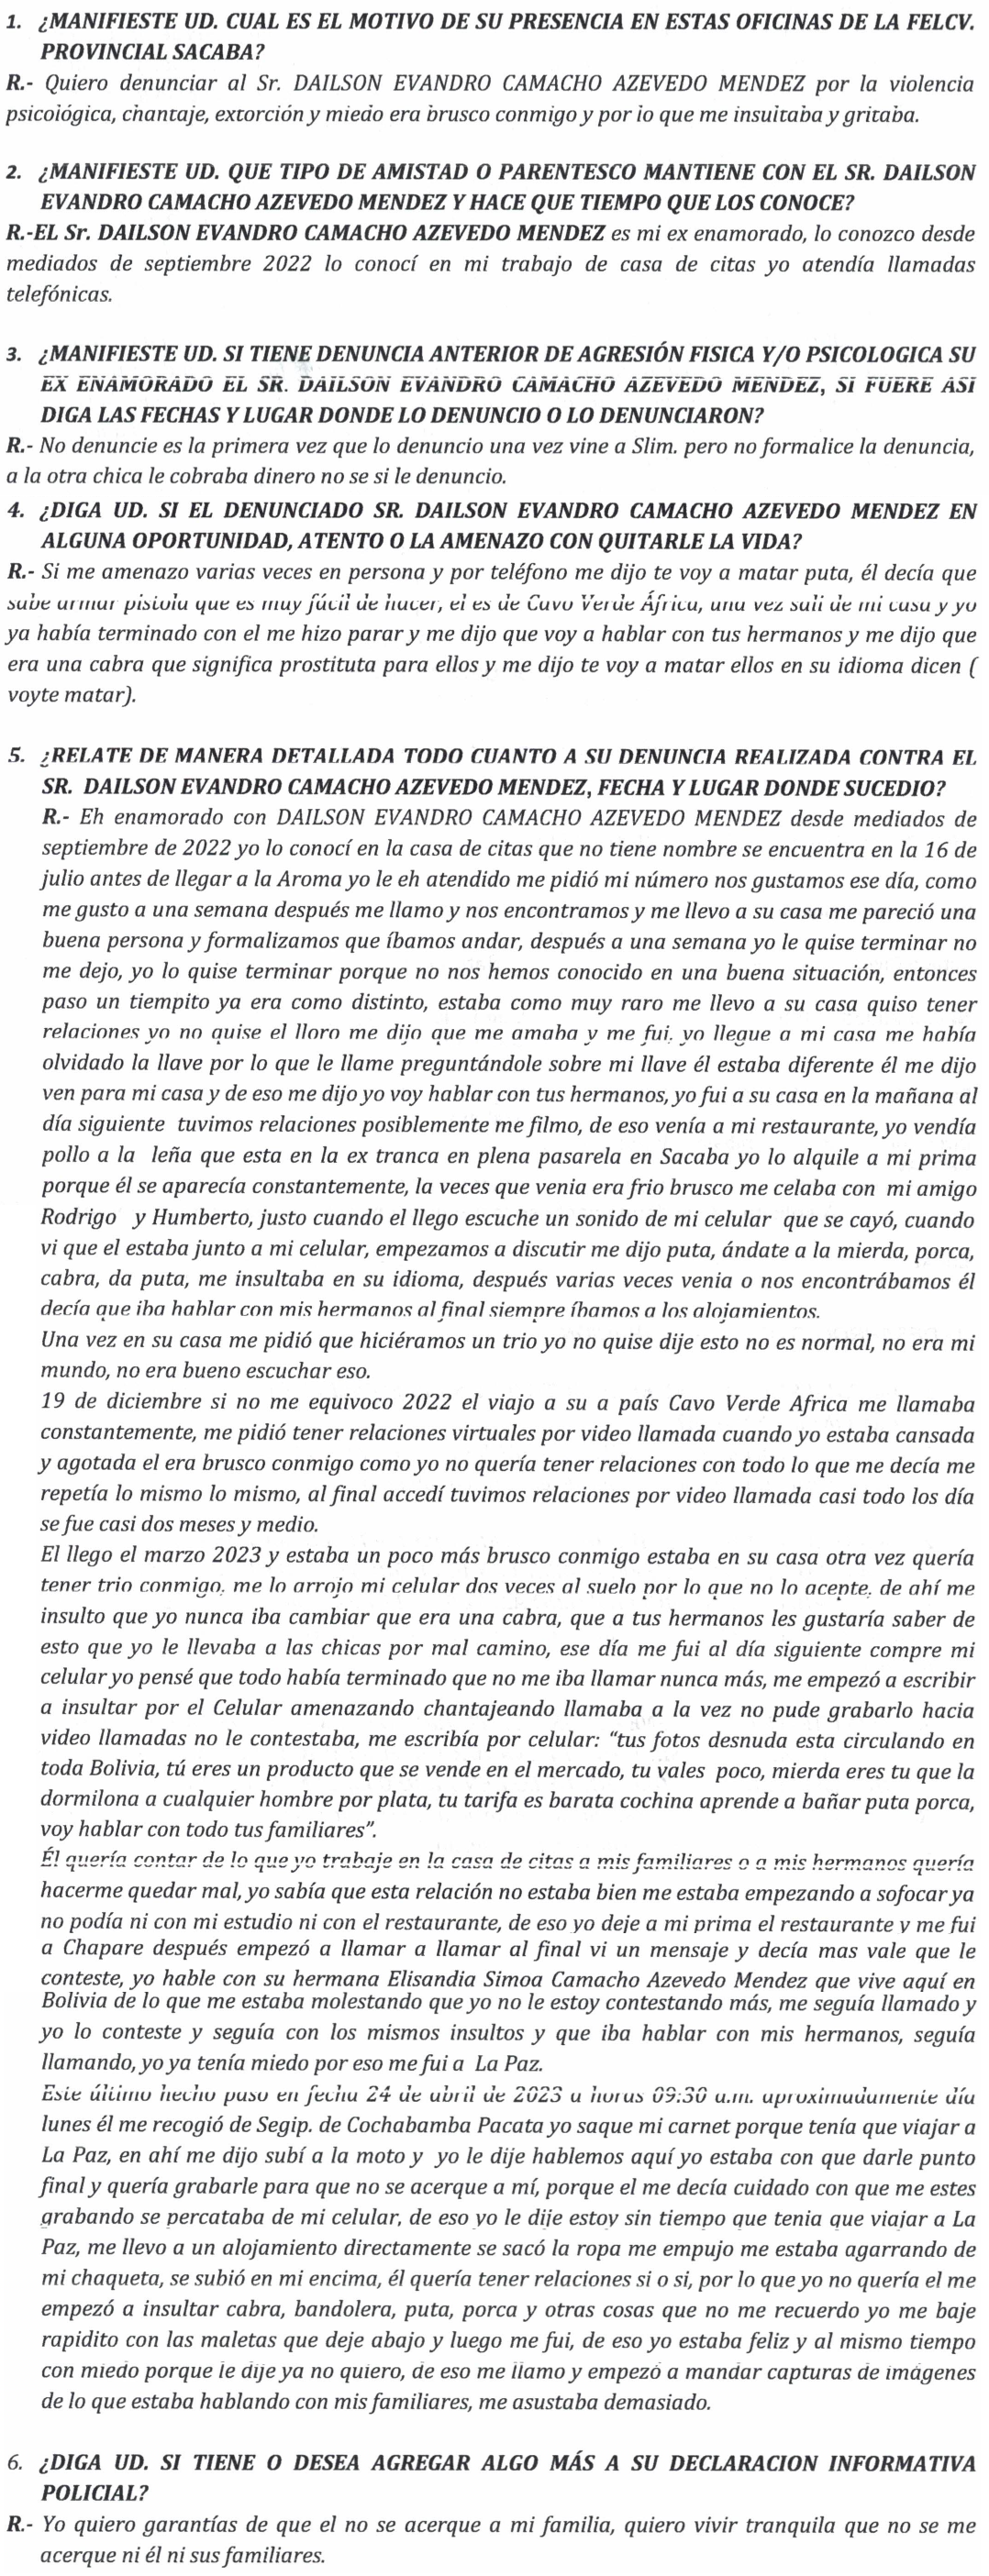 1. ¿MANIFIESTE UD. CUAL ES EL MOTIVO DE SU PRESENCIA EN ESTAS OFICINAS DE LA FELCV.
PROVINCIAL SACABA?
R.- Quiero denunciar al Sr. DAILSON EVANDRO CAMACHO AZEVEDO MENDEZ por la violencia
psicológica, chantaje, extorción y miedo era brusco conmigo y por lo que me insultaba y gritaba.
2. ¿MANIFIESTE UD. QUE TIPO DE AMISTAD O PARENTESCO MANTIENE CON EL SR. DAILSON
EVANDRO CAMACHO AZEVEDO MENDEZ Y HACE QUE TIEMPO QUE LOS CONOCE?
R.-EL Sr. DAILSON EVANDRO CAMACHO AZEVEDO MENDEZ es mi ex enamorado, lo conozco desde
mediados de septiembre 2022 lo conocí en mi trabajo de casa de citas yo atendía llamadas
telefónicas.
3. ¿MANIFIESTE UD. SI TIENE DENUNCIA ANTERIOR DE AGRESIÓN FISICA Y/O PSICOLOGICA SU
EX ENAMORADO EL SR. DAILSON EVANDRO CAMACHO AZEVEDO MENDEZ, SI FUERE ASI
DIGA LAS FECHAS Y LUGAR DONDE LO DENUNCIO O LO DENUNCIARON?
R.- No denuncie es la primera vez que lo denuncio una vez vine a Slim. pero no formalice la denuncia,
a la otra chica le cobraba dinero no se si le denuncio.
4. ¿DIGA UD. SI EL DENUNCIADO SR. DAILSON EVANDRO CAMACHO AZEVEDO MENDEZ EN
ALGUNA OPORTUNIDAD, ATENTO O LA AMENAZO CON QUITARLE LA VIDA?
R.- Si me amenazo varias veces en persona y por teléfono me dijo te voy a matar puta, él decía que
sabe armar pistola que es muy fácil de hacer, el es de Cavo Verde África, una vez salí de mi casa y yo
ya había terminado con el me hizo parar y me dijo que voy a hablar con tus hermanos y me dijo que
era una cabra que significa prostituta para ellos y me dijo te voy a matar ellos en su idioma dicen (
voyte matar).
5. ¿RELATE DE MANERA DETALLADA TODO CUANTO A SU DENUNCIA REALIZADA CONTRA EL
SR. DAILSON EVANDRO CAMACHO AZEVEDO MENDEZ, FECHA Y LUGAR DONDE SUCEDIO?
R.- Eh enamorado con DAILSON EVANDRO CAMACHO AZEVEDO MENDEZ desde mediados de
septiembre de 2022 yo lo conocí en la casa de citas que no tiene nombre se encuentra en la 16 de
julio antes de llegar a la Aroma yo le eh atendido me pidió mi número nos gustamos ese día, como
me gusto a una semana después me llamo y nos encontramos y me llevo a su casa me pareció una
buena persona y formalizamos que íbamos andar, después a una semana yo le quise terminar no
me dejo, yo lo quise terminar porque no nos hemos conocido en una buena situación, entonces
paso un tiempito ya era como distinto, estaba como muy raro me llevo a su casa quiso tener
relaciones yo no quise el lloro me dijo que me amaba y me fui, yo llegue a mi casa me había
olvidado la llave por lo que le llame preguntándole sobre mi llave él estaba diferente él me dijo
ven para mi casa y de eso me dijo yo voy hablar con tus hermanos, yo fui a su casa en la mañana al
día siguiente tuvimos relaciones posiblemente me filmo, de eso venía a mi restaurante, yo vendía
pollo a la leña que esta en la ex tranca en plena pasarela en Sacaba yo lo alquile a mi prima
porque él se aparecía constantemente, la veces que venia era frio brusco me celaba con mi amigo
Rodrigo y Humberto, justo cuando el llego escuche un sonido de mi celular que se cayó, cuando
vi que el estaba junto a mi celular, empezamos a discutir me dijo puta, ándate a la mierda, porca,
cabra, da puta, me insultaba en su idioma, después varias veces venia o nos encontrábamos él
decía que iba hablar con mis hermanos al final siempre íbamos a los alojamientos.
Una vez en su casa me pidió que hiciéramos un trio yo no quise dije esto no es normal, no era mi
mundo, no era bueno escuchar eso.
19 de diciembre si no me equivoco 2022 el viajo a su a país Cavo Verde Africa me llamaba
constantemente, me pidió tener relaciones virtuales por video llamada cuando yo estaba cansada
y agotada el era brusco conmigo como yo no quería tener relaciones con todo lo que me decía me
repetía lo mismo lo mismo, al final accedí tuvimos relaciones por video llamada casi todo los día
se fue casi dos meses y medio.
El llego el marzo 2023 y estaba un poco más brusco conmigo estaba en su casa otra vez quería
tener trio conmigo, me lo arrojo mi celular dos veces al suelo por lo que no lo acepte, de ahí me
insulto que yo nunca iba cambiar que era una cabra, que a tus hermanos les gustaría saber de
esto que yo le llevaba a las chicas por mal camino, ese día me fui al día siguiente compre mi
celular yo pensé que todo había terminado que no me iba llamar nunca más, me empezó a escribir
a insultar por el Celular amenazando chantajeando llamaba a la vez no pude grabarlo hacia
video llamadas no le contestaba, me escribía por celular: “tus fotos desnuda esta circulando en
toda Bolivia, tú eres un producto que se vende en el mercado, tu vales poco, mierda eres tu que la
dormilona a cualquier hombre por plata, tu tarifa es barata cochina aprende a bañar puta porca,
voy hablar con todo tus familiares”.
Él quería contar de lo que yo trabaje en la casa de citas a mis familiares o a mis hermanos quería
hacerme quedar mal, yo sabía que esta relación no estaba bien me estaba empezando a sofocar ya
no podía ni con mi estudio ni con el restaurante, de eso yo deje a mi prima el restaurante y me fui
a Chapare después empezó a llamar a llamar al final vi un mensaje y decía mas vale que le
conteste, yo hable con su hermana Elisandia Simoa Camacho Azevedo Mendez que vive aquí en
Bolivia de lo que me estaba molestando que yo no le estoy contestando más, me seguía llamado y
yo lo conteste y seguía con los mismos insultos y que iba hablar con mis hermanos, seguía
llamando, yo ya tenía miedo por eso me fui a La Paz.
Este último hecho paso en fecha 24 de abril de 2023 a horas 09:30 a.m. aproximadamente día
lunes él me recogió de Segip. de Cochabamba Pacata yo saque mi carnet porque tenía que viajar a
La Paz, en ahí me dijo subí a la moto y yo le dije hablemos aquí yo estaba con que darle punto
final y quería grabarle para que no se acerque a mí, porque el me decía cuidado con que me estes
grabando se percataba de mi celular, de eso yo le dije estoy sin tiempo que tenia que viajar a La
Paz, me llevo a un alojamiento directamente se sacó la ropa me empujo me estaba agarrando de
mi chaqueta, se subió en mi encima, él quería tener relaciones si o si, por lo que yo no quería el me
empezó a insultar cabra, bandolera, puta, porca y otras cosas que no me recuerdo yo me baje
rapidito con las maletas que deje abajo y luego me fui, de eso yo estaba feliz y al mismo tiempo
con miedo porque le dije ya no quiero, de eso me llamo y empezó a mandar capturas de imágenes
de lo que estaba hablando con mis familiares, me asustaba demasiado.
6. ¿DIGA UD. SI TIENE O DESEA AGREGAR ALGO MÁS A SU DECLARACION INFORMATIVA
POLICIAL?
R.- Yo quiero garantías de que el no se acerque a mi familia, quiero vivir tranquila que no se me
acerque ni él ni sus familiares.